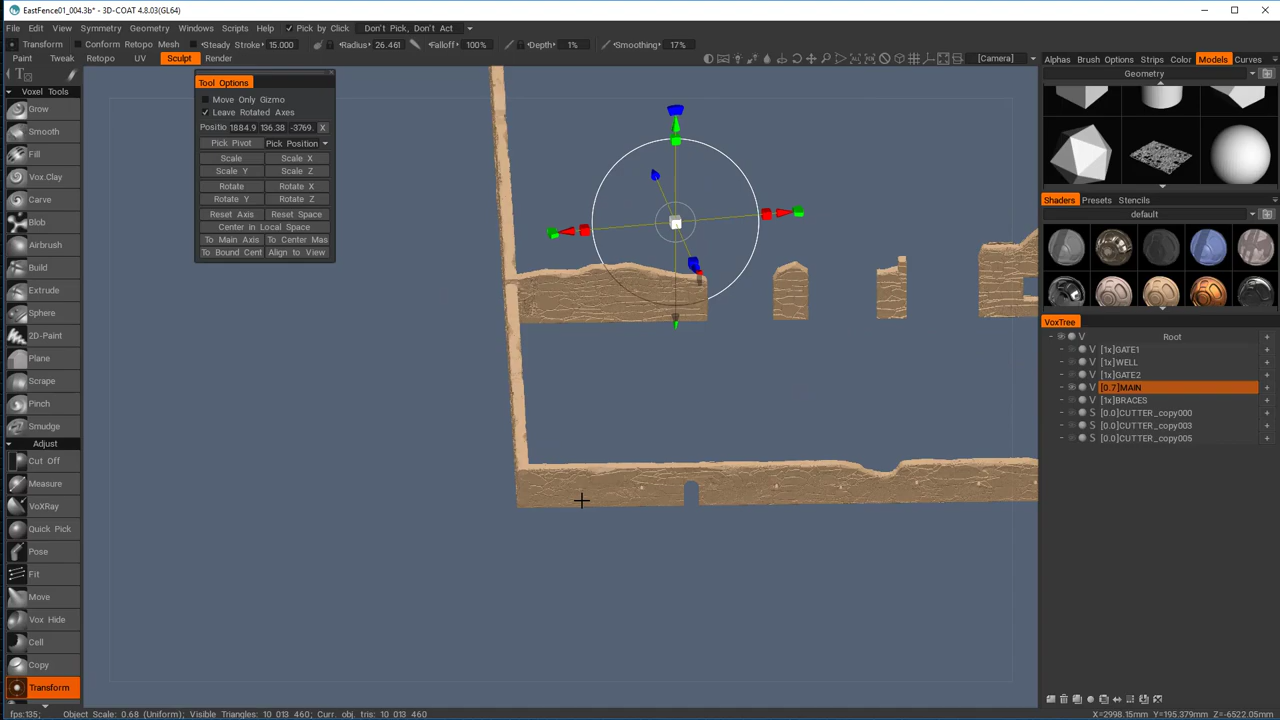 EastFence01_004.3b* - 3D-COAT 4.8.03(GL64)
File Edit View Symmetry Geometry Windows Scripts Help Pick by Click Don't Pick, Don't Act
Transform Conform Retopo Mesh Steady Stroke 15.000 Radius 26.461 Falloff 100% Depth 1% Smoothing 17%
Paint Tweak Retopo UV Sculpt Render [Camera] Alphas Brush Options Strips Color Models Curves
Geometry
Voxel Tools
Grow
Smooth
Fill
Vox.Clay
Carve
Blob
Airbrush
Build
Extrude
Sphere
2D-Paint
Plane
Scrape
Pinch
Smudge
Adjust
Cut Off
Measure
VoXRay
Quick Pick
Pose
Fit
Move
Vox Hide
Cell
Copy
Transform
Tool Options
Move Only Gizmo
Leave Rotated Axes
Positio 1884.9 136.38 -3769. X
Pick Pivot Pick Position
Scale Scale X
Scale Y Scale Z
Rotate Rotate X
Rotate Y Rotate Z
Reset Axis Reset Space
Center in Local Space
To Main Axis To Center Mas
To Bound Cent Align to View
Shaders Presets Stencils
default
VoxTree
V Root +
V [1x]GATE1 +
V [1x]WELL +
V [1x]GATE2 +
V [0.7]MAIN +
V [1x]BRACES +
S [0.0]CUTTER_copy000 +
S [0.0]CUTTER_copy003 +
S [0.0]CUTTER_copy005 +
fps:135; Object Scale: 0.68 (Uniform); Visible Triangles: 10 013 460; Curr. obj. tris: 10 013 460; X=2998.15mm Y=195.379mm Z=-6522.05mm